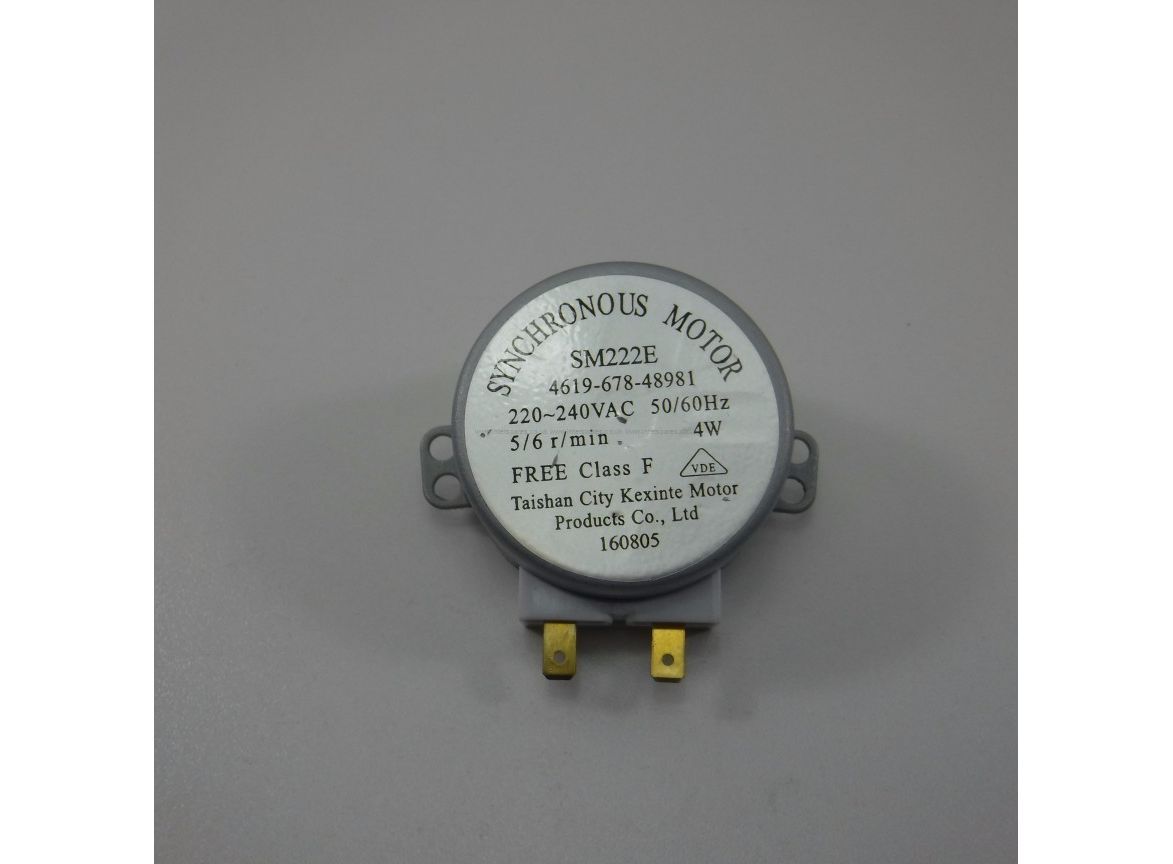 SYNCHRONOUS MOTOR
SM222E
4619-678-48981
220~240VAC 50/60Hz
5/6 r/min 4W
FREE Class F VDE
Taishan City Kexinte Motor
Products Co., Ltd
160805